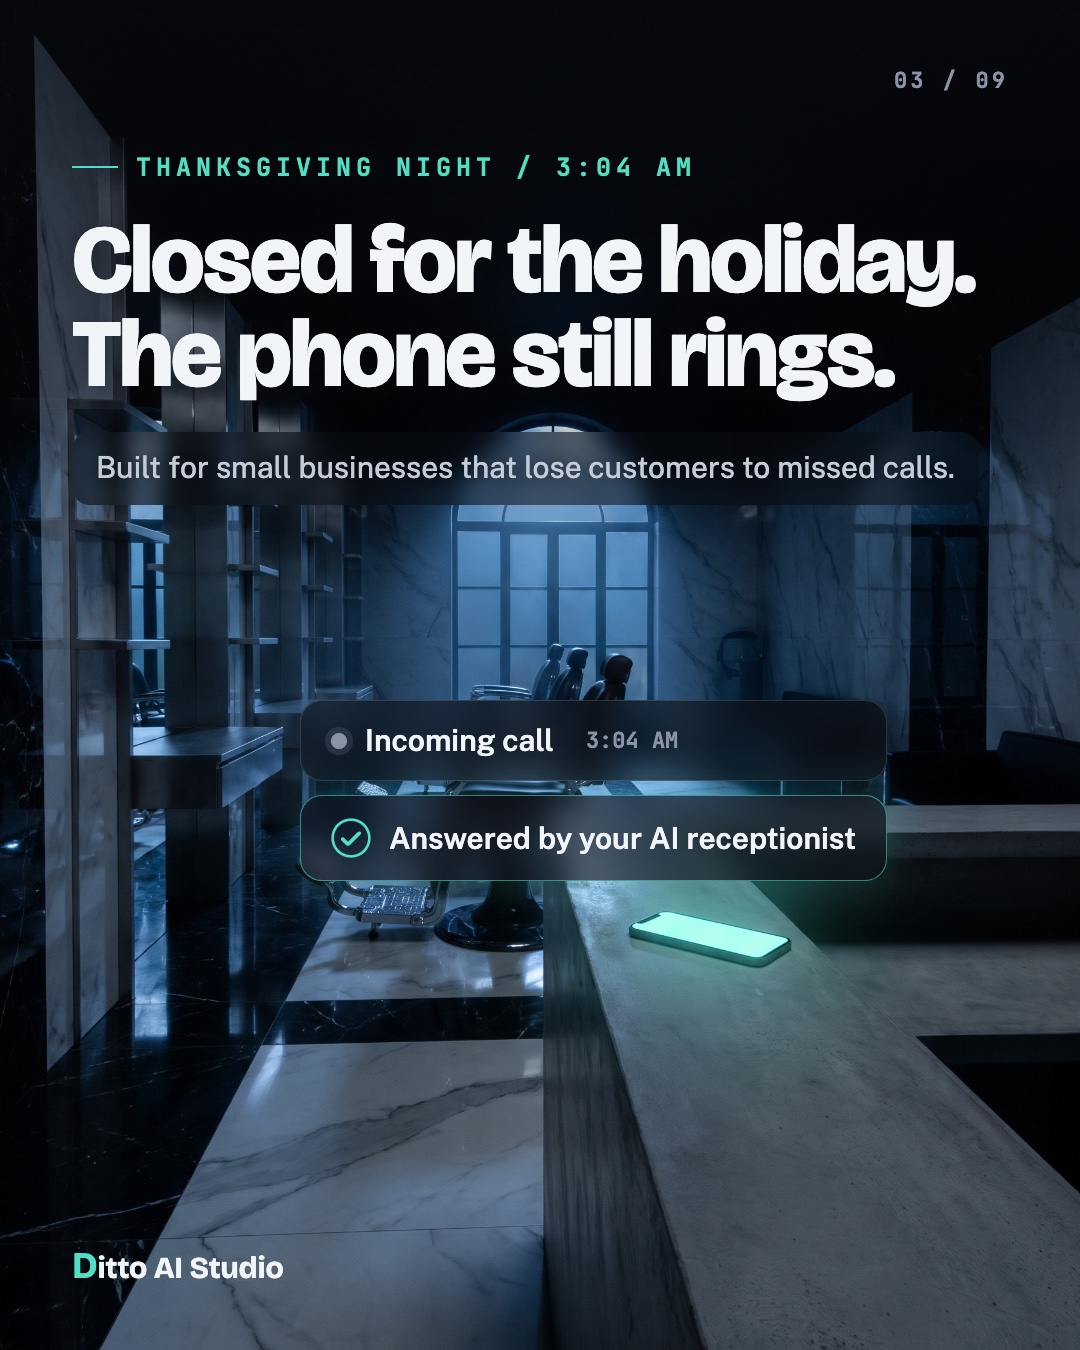 03 / 09
THANKSGIVING NIGHT / 3:04 AM
Closed for the holiday.
The phone still rings.
Built for small businesses that lose customers to missed calls.
Incoming call 3:04 AM
Answered by your AI receptionist
Ditto AI Studio